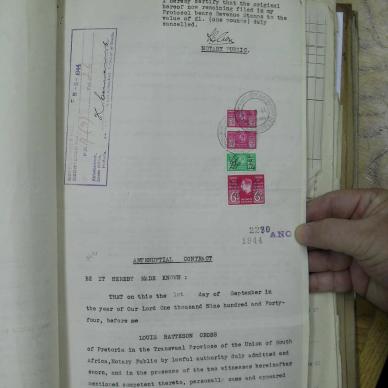 I hereby certify that the original
hereof now remaining filed in my
Protocol bears Revenue Stamps to the
value of £1. (one pound) duly
cancelled.
NOTARY PUBLIC.
6
2230
1944
ANC
ANTENUPTIAL CONTRACT
BE IT HEREBY MADE KNOWN :
THAT on this the 1st day of September in
the year of Our Lord One thousand Nine hundred and Forty-
four, before me
LOUIS CROSS
of Pretoria in the Transvaal Province of the Union of South
Africa, Notary Public by lawful authority duly admitted and
sworn, and in the presence of the two witnesses hereinafter
mentioned competent thereto, personally came and appeared